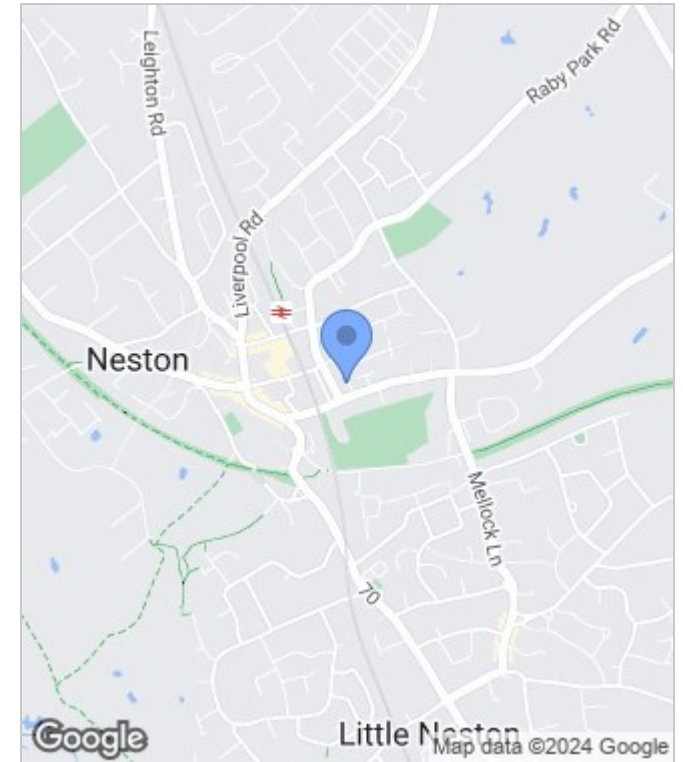 Leighton Rd
Raby Park Rd
Liverpool Rd
Neston
Mellock Ln
70
Little Neston
Google
Map data ©2024 Google